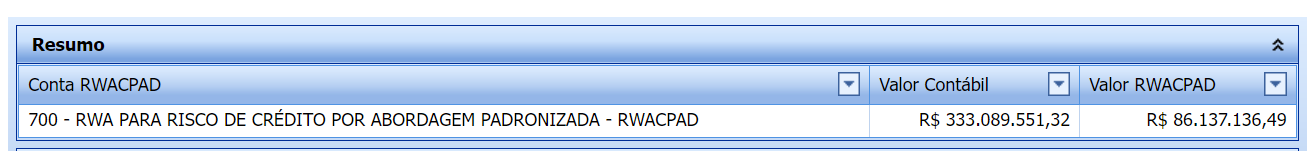 Resumo
Conta RWACPAD Valor Contábil Valor RWACPAD
700 - RWA PARA RISCO DE CRÉDITO POR ABORDAGEM PADRONIZADA - RWACPAD R$ 333.089.551,32 R$ 86.137.136,49